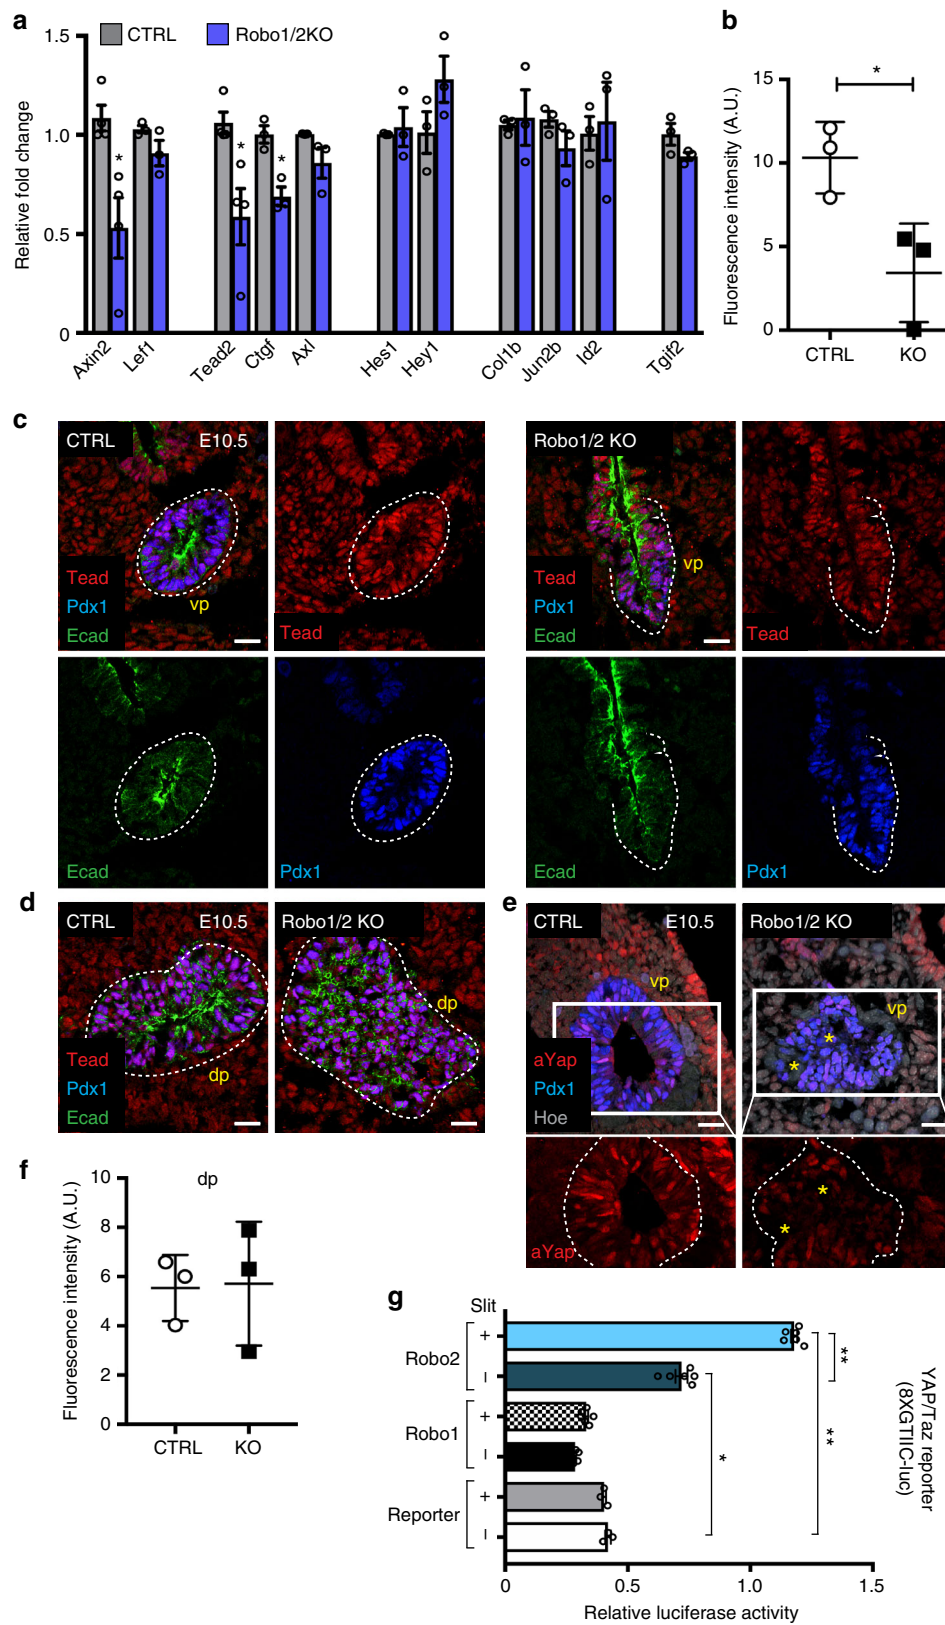 a
CTRL
Robo1/2KO
Relative fold change
1.5
1.0
0.5
0
*
*
*
Axin2
Lef1
Tead2
Ctgf
Axl
Hes1
Hey1
Col1b
Jun2b
Id2
Tgif2
b
Fluorescence intensity (A.U.)
15
10
5
0
*
CTRL
KO
c
CTRL
E10.5
Tead
Pdx1
Ecad
vp
Tead
Robo1/2 KO
Tead
Pdx1
Ecad
vp
Tead
Ecad
Pdx1
Ecad
Pdx1
d
CTRL
E10.5
Tead
Pdx1
Ecad
dp
Robo1/2 KO
dp
e
CTRL
E10.5
vp
aYap
Pdx1
Hoe
Robo1/2 KO
vp
*
*
aYap
*
*
f
dp
Fluorescence intensity (A.U.)
10
8
6
4
2
0
CTRL
KO
g
Slit
Robo2
+
–
Robo1
+
–
Reporter
+
–
*
**
**
YAP/Taz reporter
(8XGTIIC-luc)
0
0.5
1.0
1.5
Relative luciferase activity